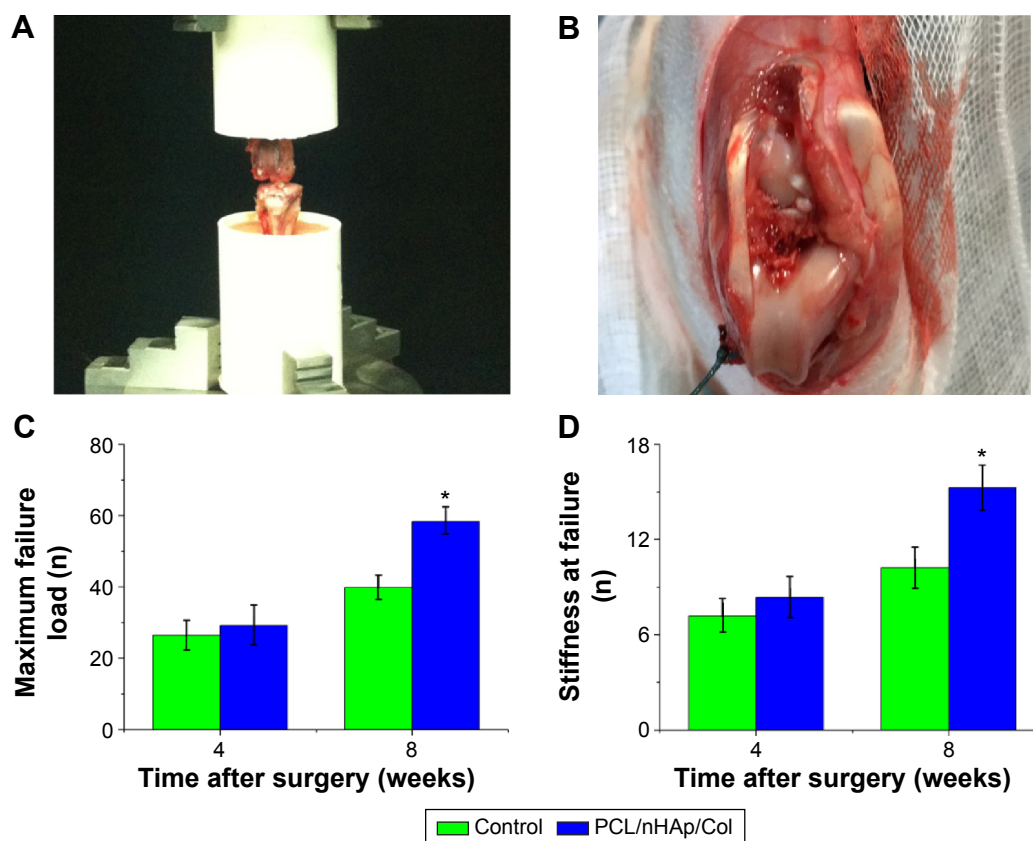 A
B
C
80
60
40
20
0
Maximum failure
load (n)
*
4
8
Time after surgery (weeks)
D
18
12
6
0
Stiffness at failure
(n)
*
4
8
Time after surgery (weeks)
Control
PCL/nHAp/Col